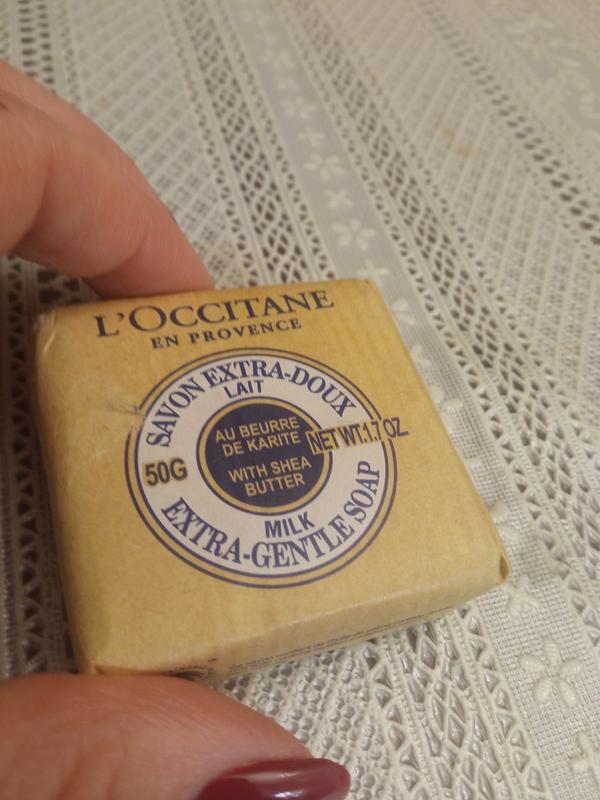 L'OCCITANE
EN PROVENCE
SAVON EXTRA-DOUX
LAIT
AU BEURRE
DE KARITE
50G
NET WT.1.7 OZ
WITH SHEA
BUTTER
MILK
EXTRA-GENTLE SOAP